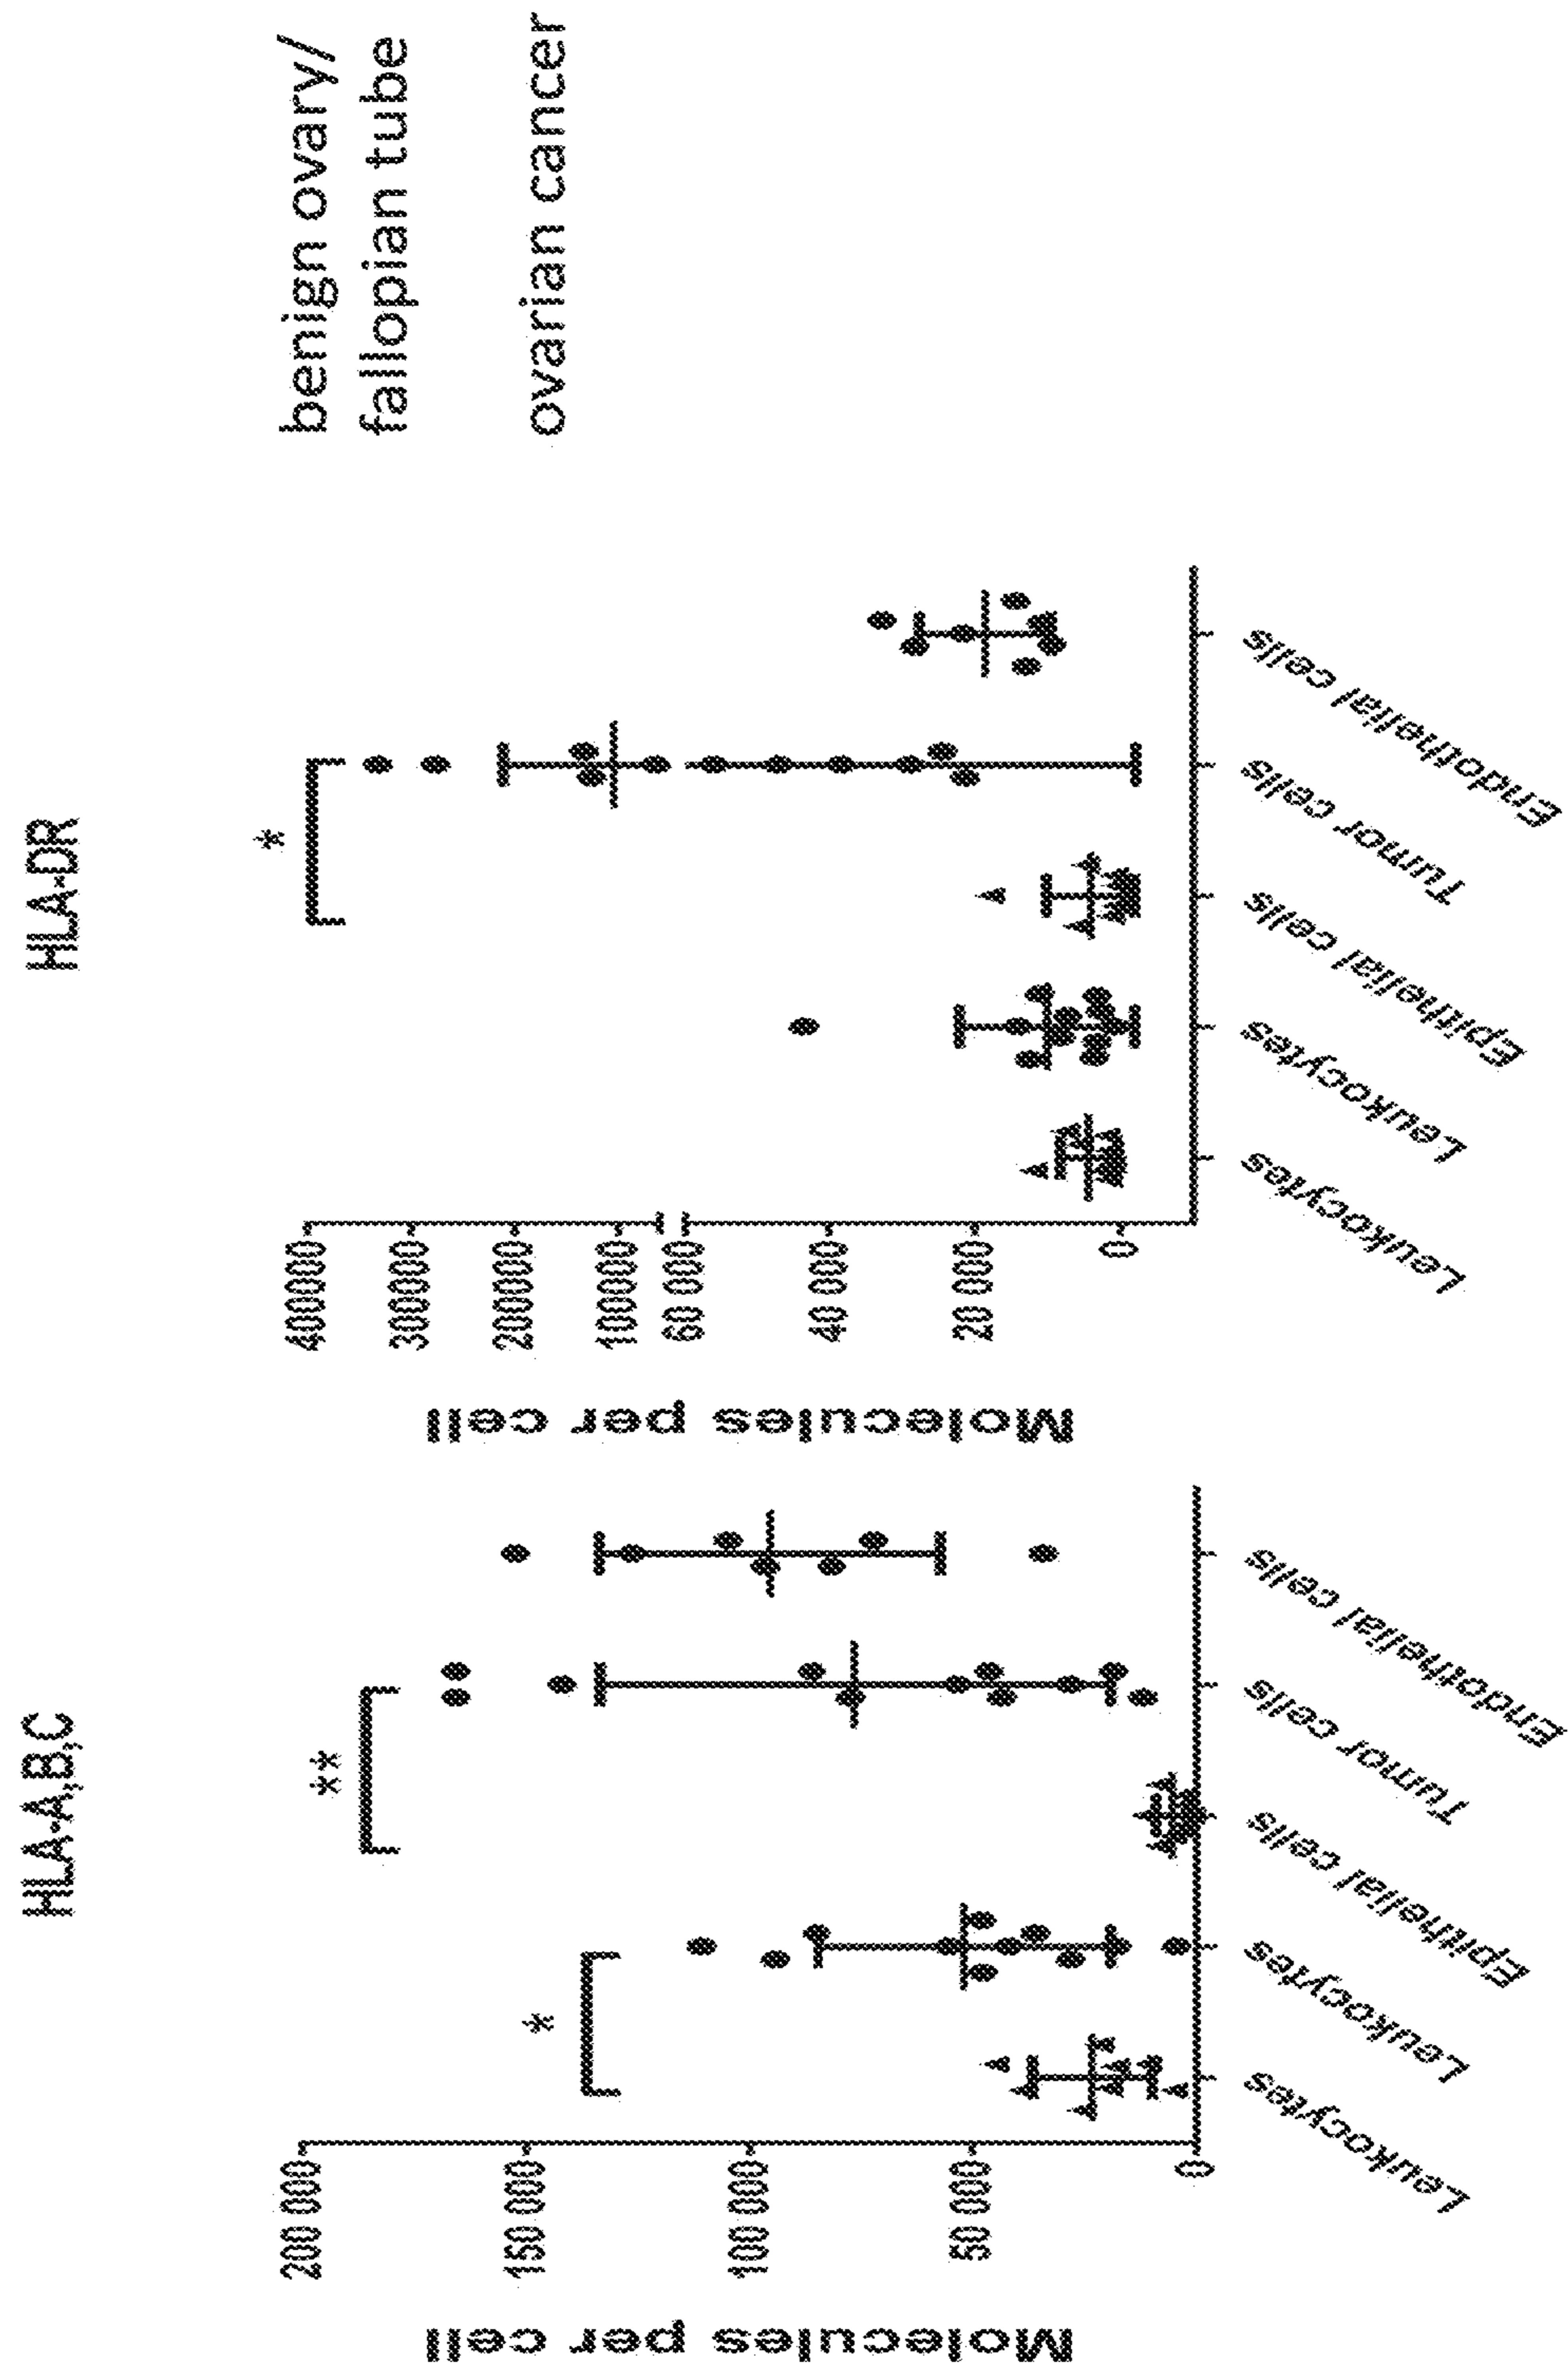 HLA-A,B,C
**
*
Molecules per cell
200 000
150 000
100 000
50 000
0
Leukocytes
Leukocytes
Epithelial cells
Tumor cells
Endothelial cells
HLA-DR
*
Molecules per cell
400000
300000
200000
100000
60 000
40 000
20 000
0
Leukocytes
Leukocytes
Epithelial cells
Tumor cells
Endothelial cells
benign ovary/
fallopian tube
ovarian cancer